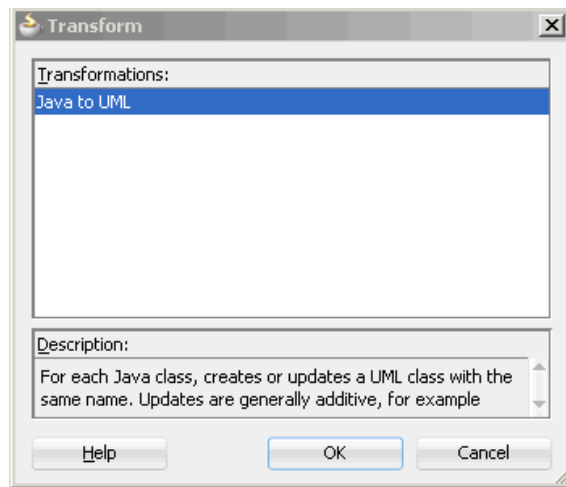 Transform
Transformations:
Java to UML
Description:
For each Java class, creates or updates a UML class with the
same name. Updates are generally additive, for example
Help
OK
Cancel